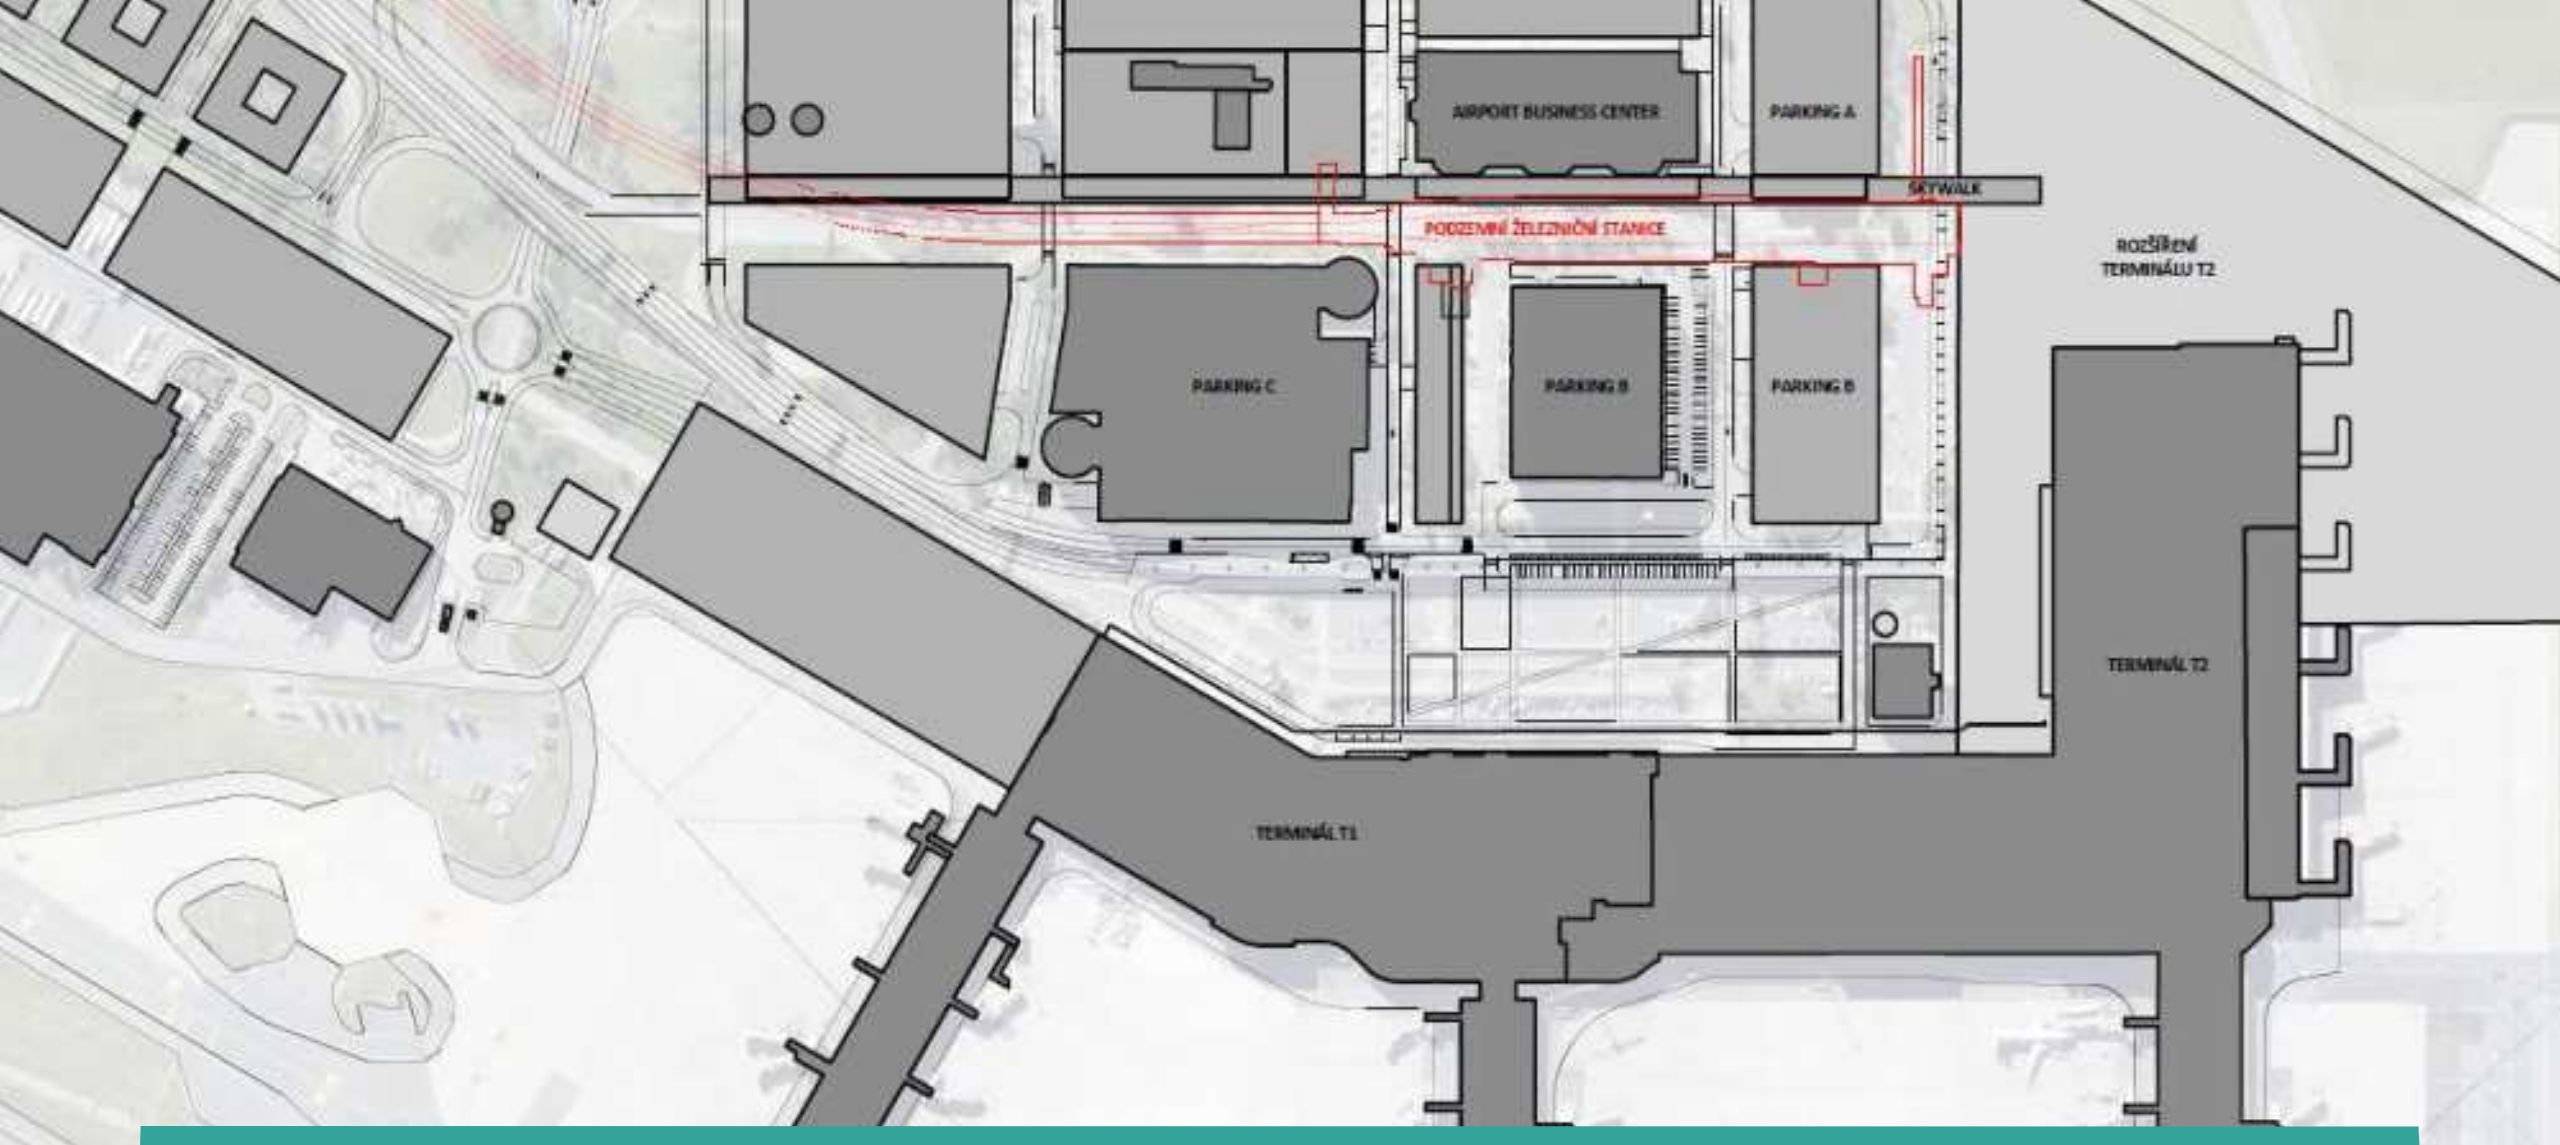 AIRPORT BUSINESS CENTER
PARKING A
SKYWALK
PODZEMNÍ ŽELEZNIČNÍ STANICE
ROZŠÍŘENÍ
TERMINÁLU T2
PARKING C
PARKING B
PARKING B
TERMINÁL T2
TERMINÁL T1